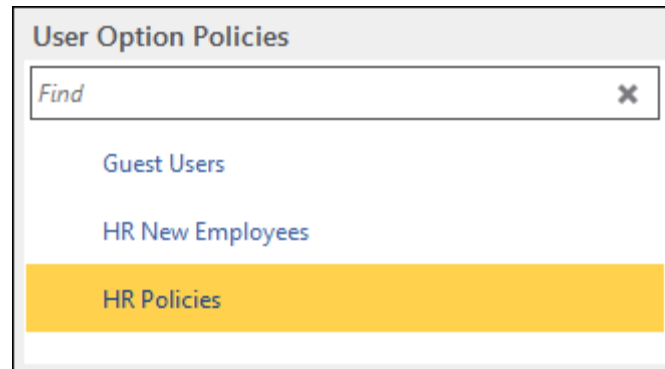 User Option Policies
Find
Guest Users
HR New Employees
HR Policies